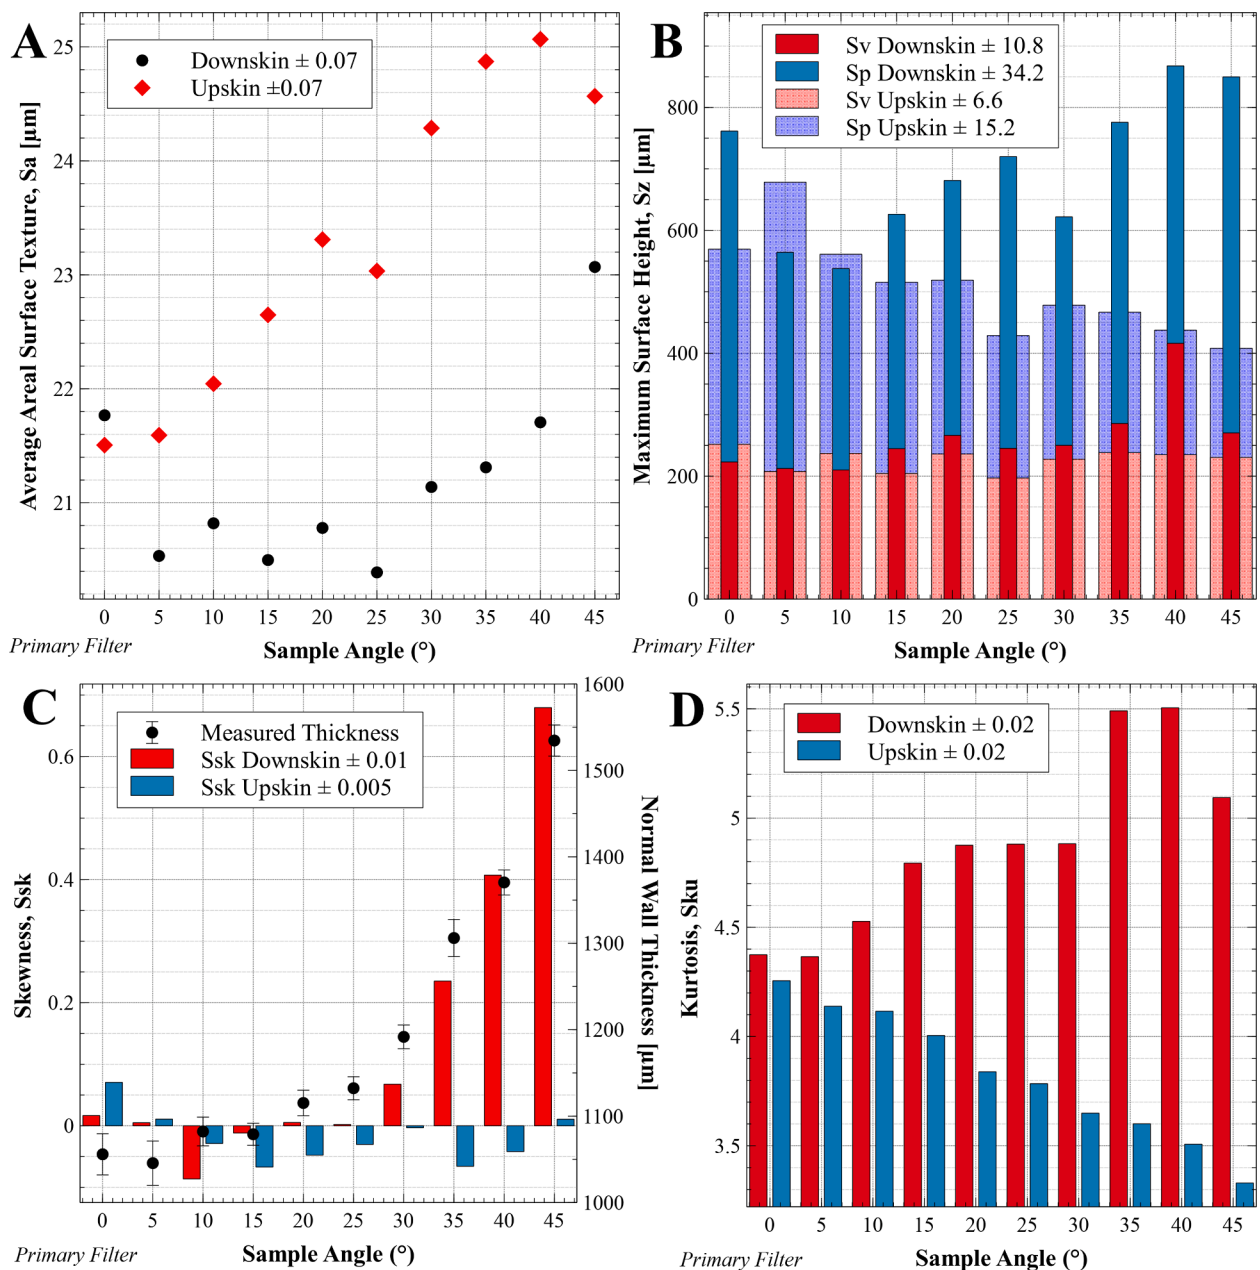 A
Downskin ± 0.07
Upskin ±0.07
Average Areal Surface Texture, Sa [µm]
25
24
23
22
21
0 5 10 15 20 25 30 35 40 45
Primary Filter
Sample Angle (°)
B
Sv Downskin ± 10.8
Sp Downskin ± 34.2
Sv Upskin ± 6.6
Sp Upskin ± 15.2
Maximum Surface Height, Sz [µm]
800
600
400
200
0
0 5 10 15 20 25 30 35 40 45
Primary Filter
Sample Angle (°)
C
Measured Thickness
Ssk Downskin ± 0.01
Ssk Upskin ± 0.005
Skewness, Ssk
0.6
0.4
0.2
0
Normal Wall Thickness [µm]
1600
1500
1400
1300
1200
1100
1000
0 5 10 15 20 25 30 35 40 45
Primary Filter
Sample Angle (°)
D
Downskin ± 0.02
Upskin ± 0.02
Kurtosis, Sku
5.5
5
4.5
4
3.5
0 5 10 15 20 25 30 35 40 45
Primary Filter
Sample Angle (°)